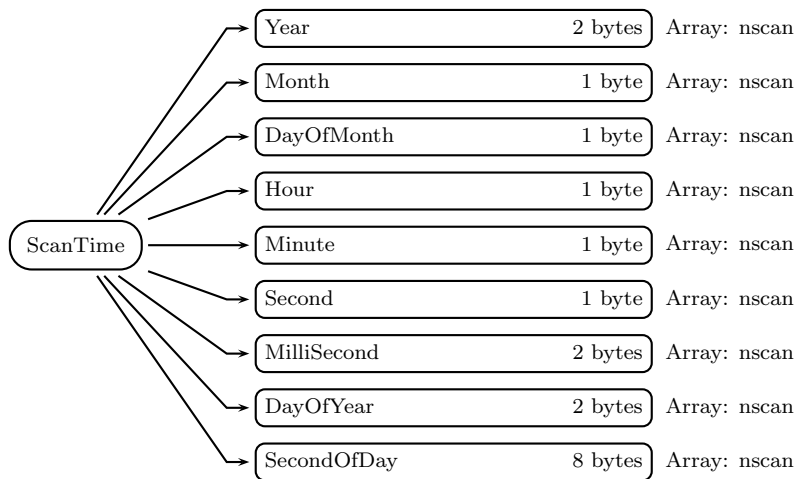 Year 2 bytes Array: nscan
Month 1 byte Array: nscan
DayOfMonth 1 byte Array: nscan
Hour 1 byte Array: nscan
ScanTime Minute 1 byte Array: nscan
Second 1 byte Array: nscan
MilliSecond 2 bytes Array: nscan
DayOfYear 2 bytes Array: nscan
SecondOfDay 8 bytes Array: nscan